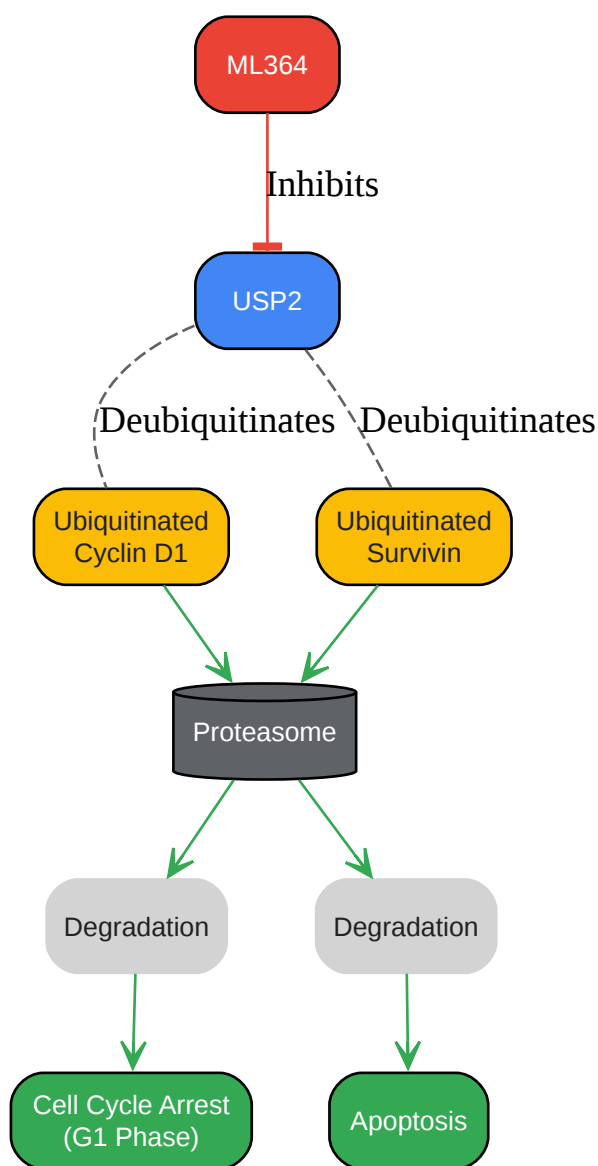 ML364
Inhibits
USP2
Deubiquitinates
Deubiquitinates
Ubiquitinated
Cyclin D1
Ubiquitinated
Survivin
Proteasome
Degradation
Degradation
Cell Cycle Arrest
(G1 Phase)
Apoptosis